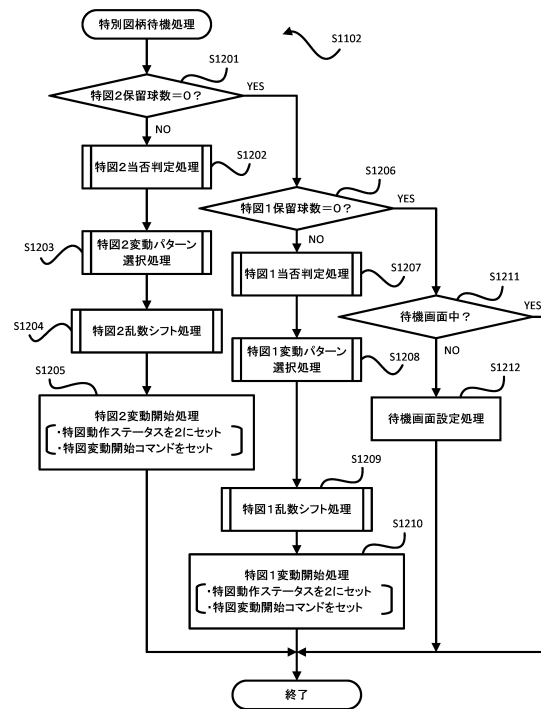 特別図柄待機処理
S1102
S1201
特図2保留球数=0?
YES
NO
S1202
特図2当否判定処理
S1203
特図2変動パターン
選択処理
S1204
特図2乱数シフト処理
S1205
特図2変動開始処理
・特図動作ステータスを2にセット
・特図変動開始コマンドをセット
S1206
特図1保留球数=0?
YES
NO
S1207
特図1当否判定処理
S1208
特図1変動パターン
選択処理
S1209
特図1乱数シフト処理
S1210
特図1変動開始処理
・特図動作ステータスを2にセット
・特図変動開始コマンドをセット
S1211
待機画面中?
YES
NO
S1212
待機画面設定処理
終了